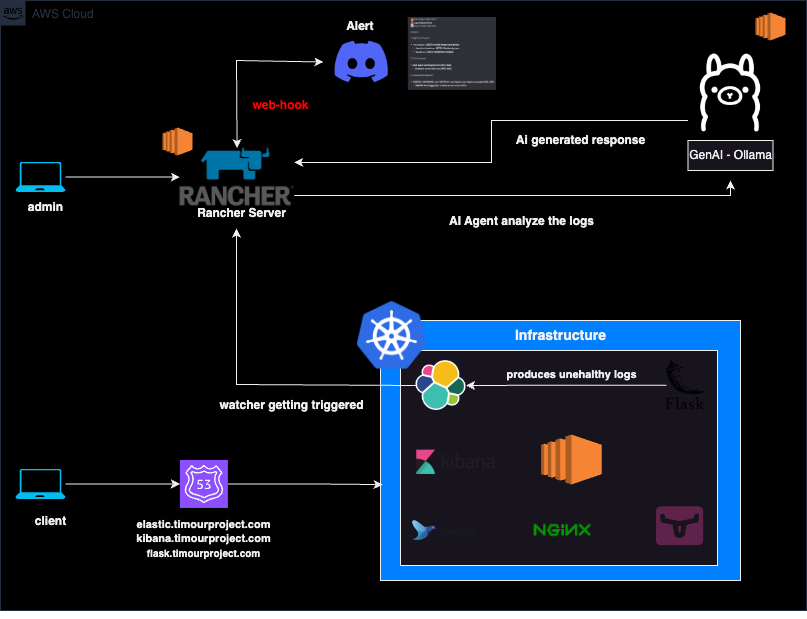 aws
AWS Cloud
Alert
web-hook
Ai generated response
GenAI - Ollama
admin
RANCHER
Rancher Server
AI Agent analyze the logs
Infrastructure
produces unehalthy logs
Flask
watcher getting triggered
kibana
client
53
elastic.timourproject.com
kibana.timourproject.com
flask.timourproject.com
NGINX